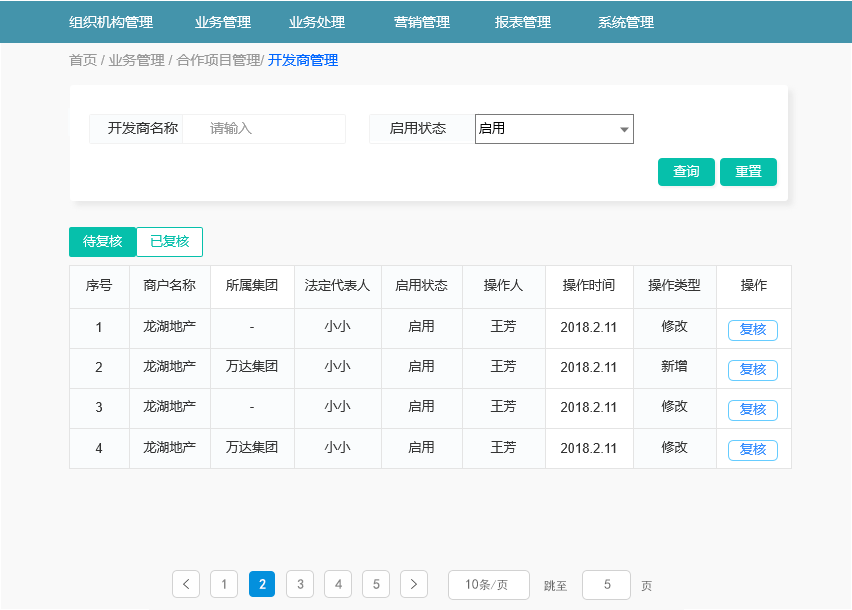 组织机构管理 业务管理 业务处理 营销管理 报表管理 系统管理
首页 / 业务管理 / 合作项目管理/ 开发商管理
开发商名称 请输入 启用状态 启用
查询 重置
待复核 已复核
序号 商户名称 所属集团 法定代表人 启用状态 操作人 操作时间 操作类型 操作
1 龙湖地产 - 小小 启用 王芳 2018.2.11 修改 复核
2 龙湖地产 万达集团 小小 启用 王芳 2018.2.11 新增 复核
3 龙湖地产 - 小小 启用 王芳 2018.2.11 修改 复核
4 龙湖地产 万达集团 小小 启用 王芳 2018.2.11 修改 复核
< 1 2 3 4 5 > 10条/页 跳至 5 页